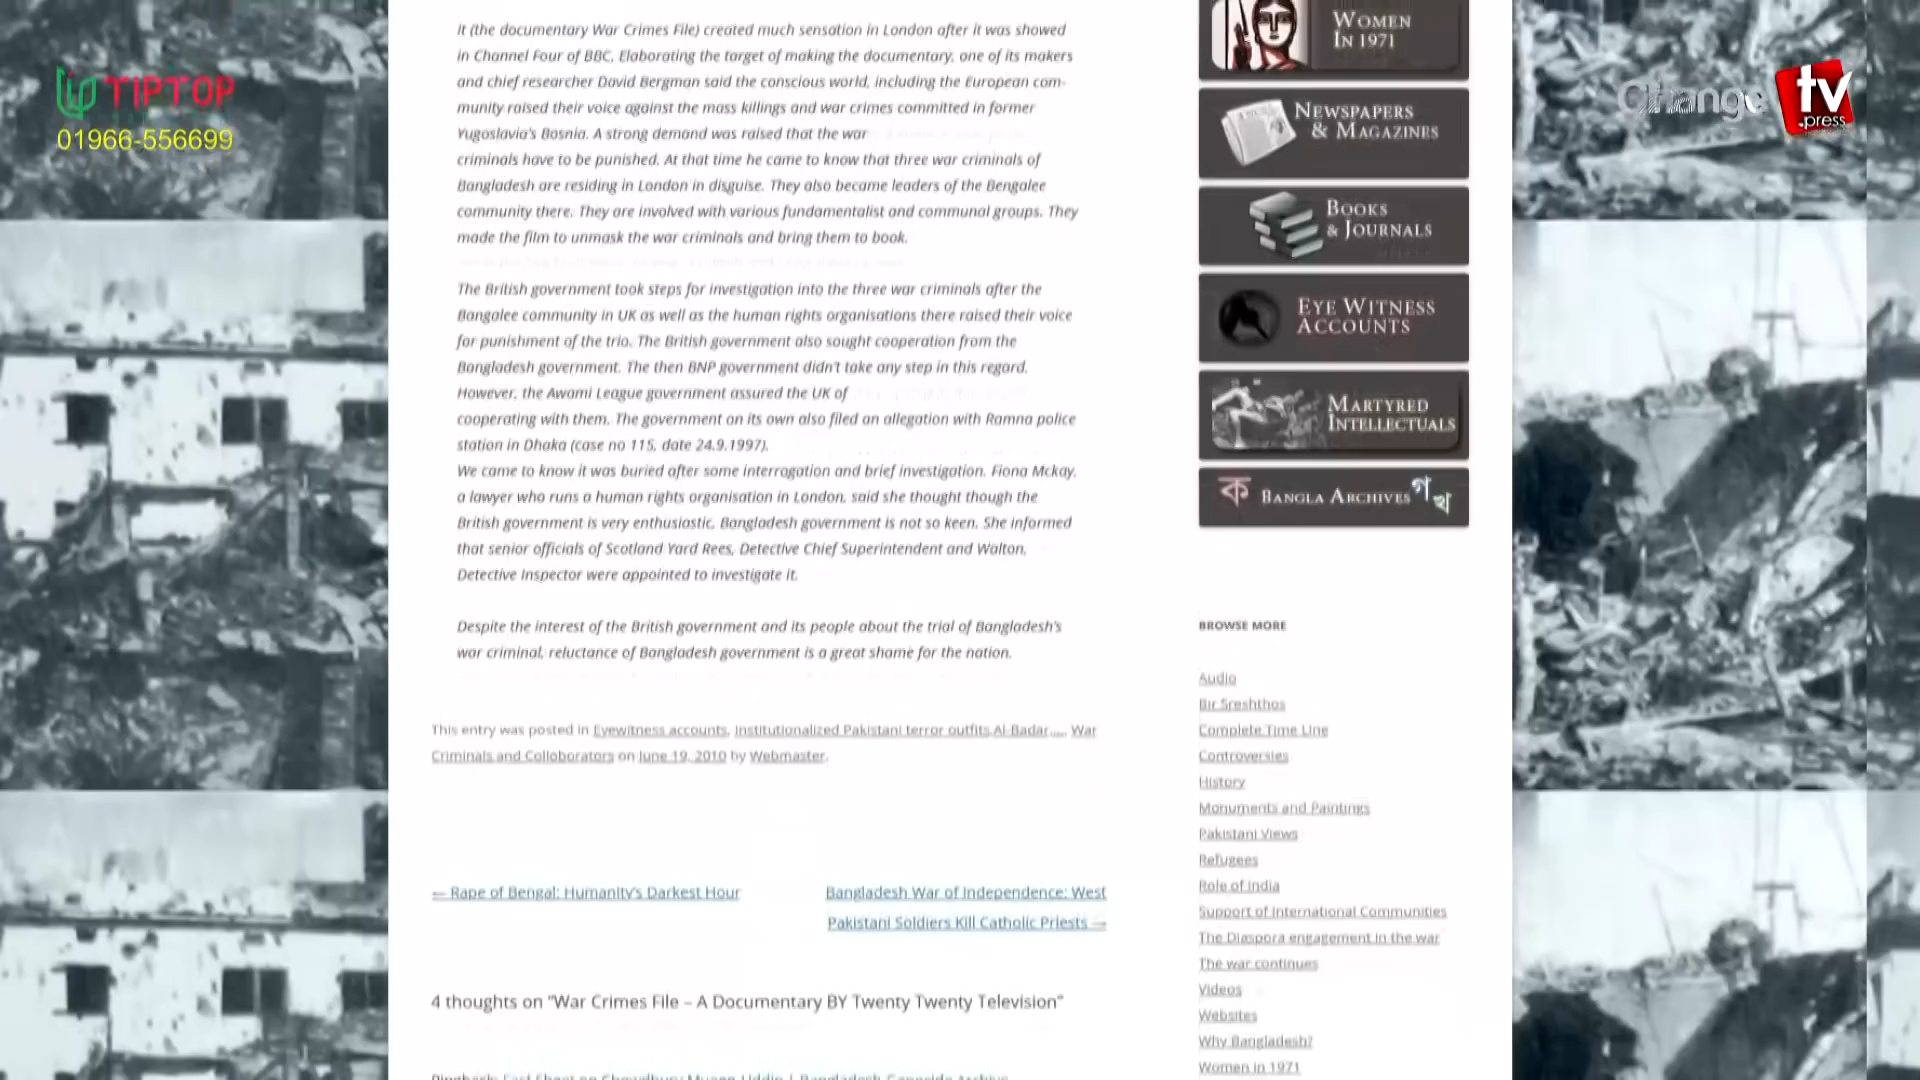 it (the documentary War Crimes File) created much sensation in London after it was showed
in Channel Four of BBC. Elaborating the target of making the documentary, one of its makers
and chief researcher David Bergman said the conscious world, including the European com-
munity raised their voice against the mass killings and war crimes committed in former
Yugoslavia's Bosnia. A strong demand was raised that the war
criminals have to be punished. At that time he came to know that three war criminals of
Bangladesh are residing in London in disguise. They also became leaders of the Bengalee
community there. They are involved with various fundamentalist and communal groups. They
made the film to unmask the war criminals and bring them to book.
The British government took steps for investigation into the three war criminals after the
Bangalee community in UK as well as the human rights organisations there raised their voice
for punishment of the trio. The British government also sought cooperation from the
Bangladesh government. The then BNP government didn't take any step in this regard.
However, the Awami League government assured the UK of
cooperating with them. The government on its own also filed an allegation with Ramna police
station in Dhaka (case no 115, date 24.9.1997).
We came to know it was buried after some interrogation and brief investigation. Fiona Mckay,
a lawyer who runs a human rights organisation in London, said she thought though the
British government is very enthusiastic, Bangladesh government is not so keen. She informed
that senior officials of Scotland Yard Rees, Detective Chief Superintendent and Walton,
Detective Inspector were appointed to investigate it.
Despite the interest of the British government and its people about the trial of Bangladesh's
war criminal, reluctance of Bangladesh government is a great shame for the nation.
This entry was posted in Eyewitness accounts, Institutionalized Pakistani terror outfits,Al-Badar...., War
Criminals and Colloborators on June 19, 2010 by Webmaster.
← Rape of Bengal: Humanity's Darkest Hour
Bangladesh War of Independence: West
Pakistani Soldiers Kill Catholic Priests →
4 thoughts on "War Crimes File – A Documentary BY Twenty Twenty Television"
WOMEN
IN 1971
NEWSPAPERS
& MAGAZINES
BOOKS
& JOURNALS
EYE WITNESS
ACCOUNTS
MARTYRED
INTELLECTUALS
ক BANGLA ARCHIVES গ খ
BROWSE MORE
Audio
Bir Sreshthos
Complete Time Line
Controversies
History
Monuments and Paintings
Pakistani Views
Refugees
Role of India
Support of International Communities
The Diaspora engagement in the war
The war continues
Videos
Websites
Why Bangladesh?
Women in 1971
TIPTOP
01966-556699
Change tv
.press